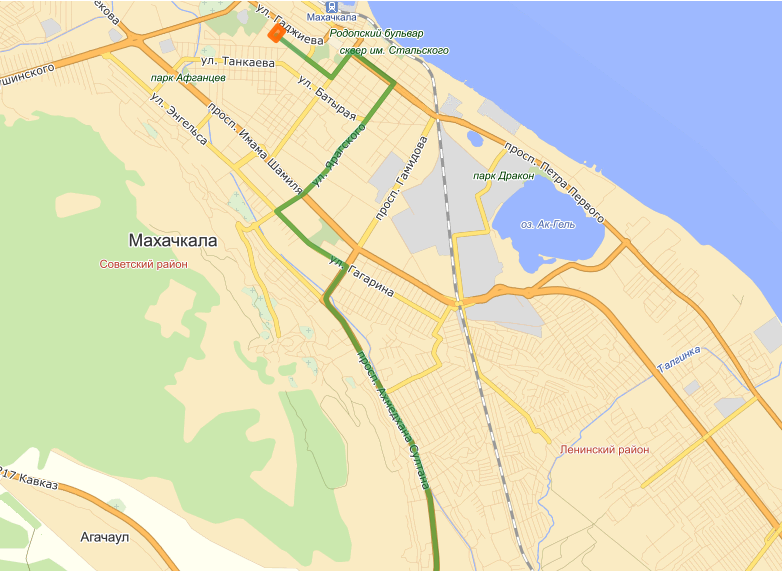 ул. Гаджиева
Махачкала
Родопский бульвар
сквер им. Стальского
ул. Танкаева
парк Афганцев
ул. Батырая
ул. Энгельса
просп. Имама Шамиля
ул. Ярагского
просп. Гамидова
просп. Петра Первого
парк Дракон
оз. Ак-Гель
Махачкала
Советский район
ул. Гагарина
просп. Ахмедхана Султана
Талгинка
Ленинский район
Р217 Кавказ
Агачаул